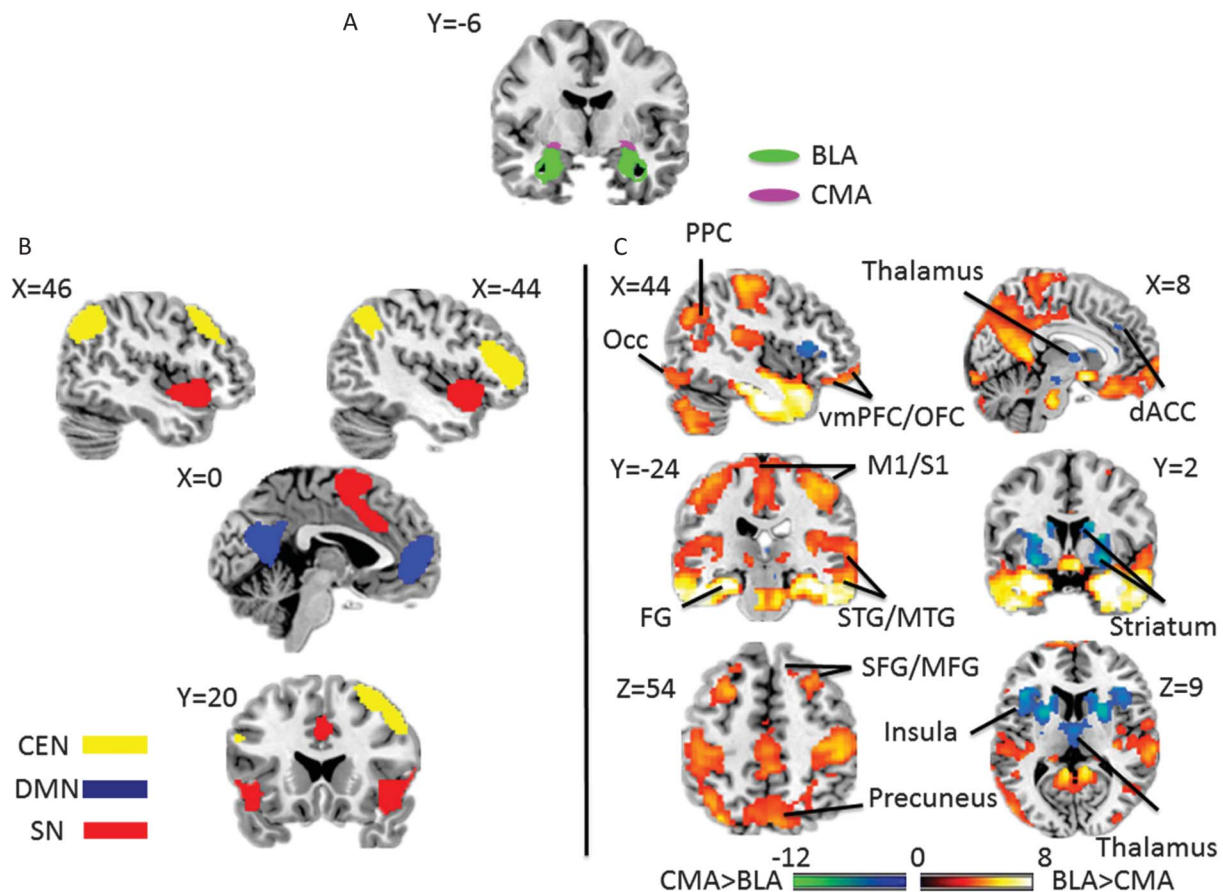 A
Y=-6
BLA
CMA
B
X=46
X=-44
X=0
Y=20
CEN
DMN
SN
C
PPC
X=44
Thalamus
X=8
Occ
vmPFC/OFC
dACC
Y=-24
M1/S1
Y=2
FG
STG/MTG
Striatum
Z=54
SFG/MFG
Z=9
Insula
Precuneus
Thalamus
-12 0 8
CMA>BLA BLA>CMA